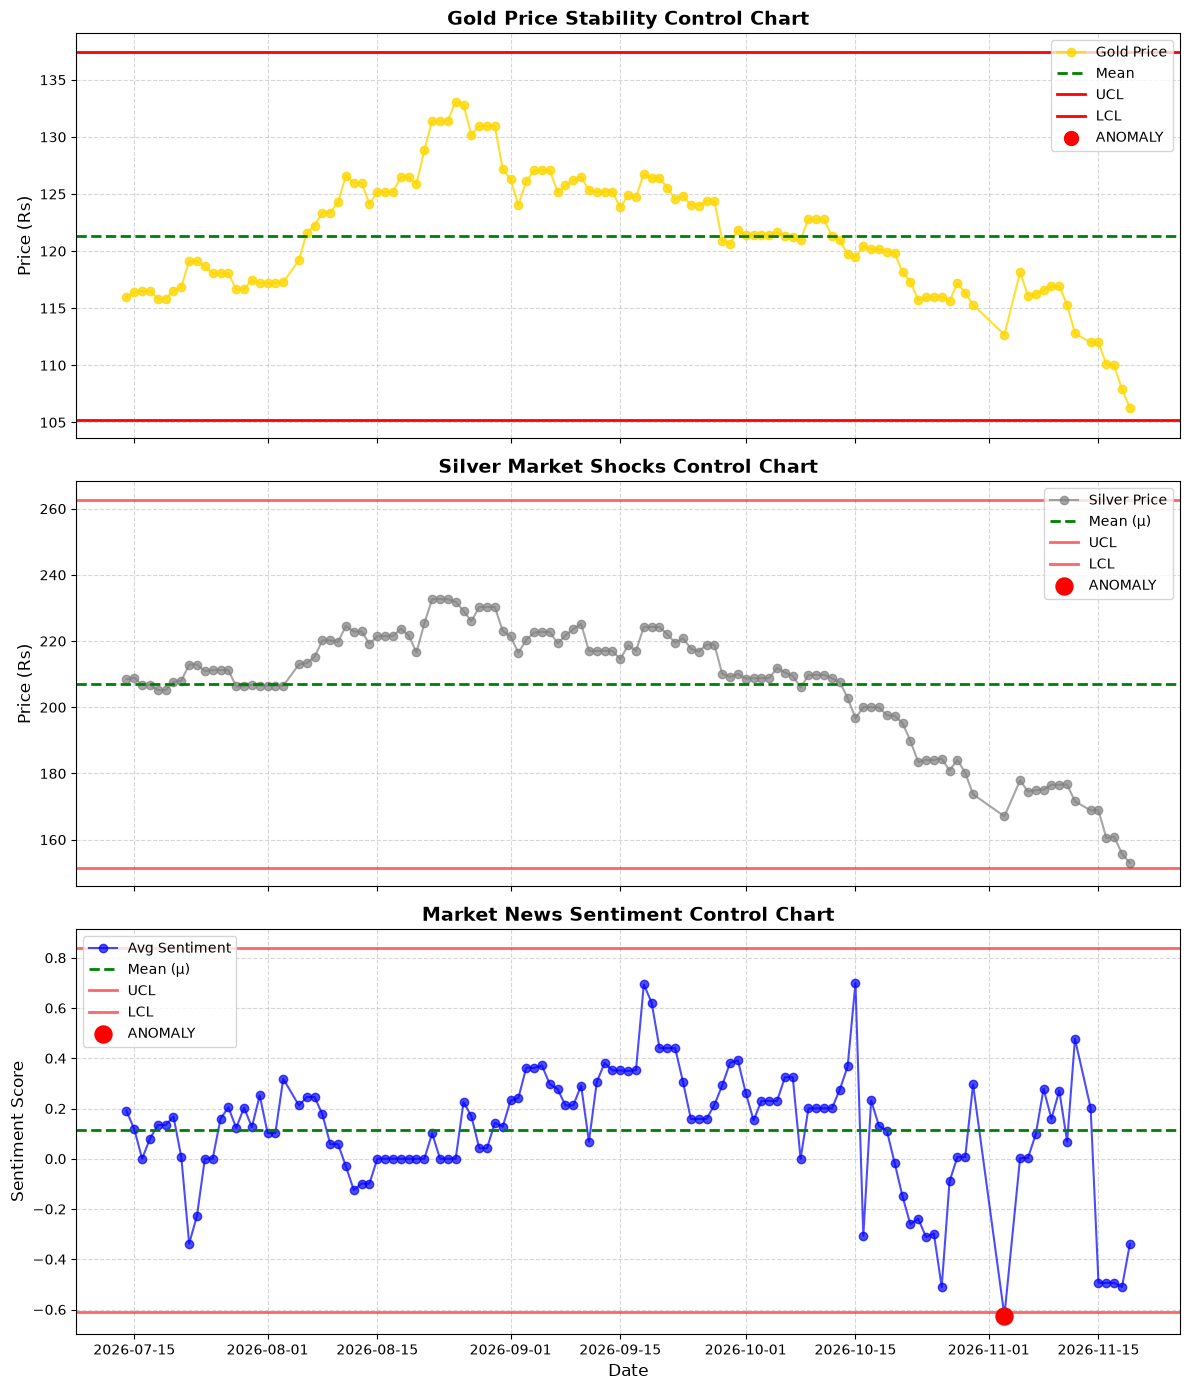 Gold Price Stability Control Chart
Price (Rs)
135
130
125
120
115
110
105
Gold Price
Mean
UCL
LCL
ANOMALY
Silver Market Shocks Control Chart
Price (Rs)
260
240
220
200
180
160
Silver Price
Mean (μ)
UCL
LCL
ANOMALY
Market News Sentiment Control Chart
Sentiment Score
0.8
0.6
0.4
0.2
0.0
−0.2
−0.4
−0.6
Avg Sentiment
Mean (μ)
UCL
LCL
ANOMALY
2026-07-15
2026-08-01
2026-08-15
2026-09-01
2026-09-15
2026-10-01
2026-10-15
2026-11-01
2026-11-15
Date